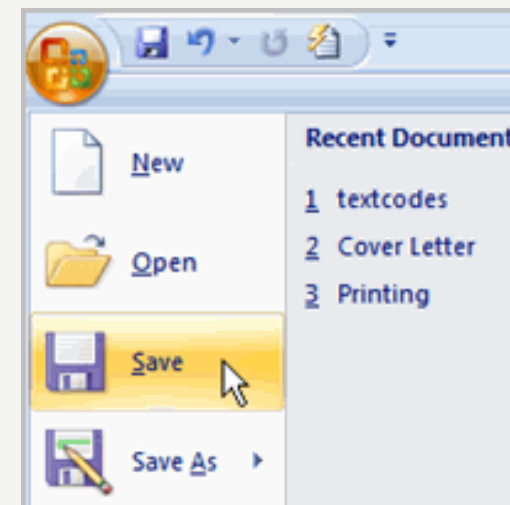 New
Open
Save
Save As
Recent Document
1 textcodes
2 Cover Letter
3 Printing